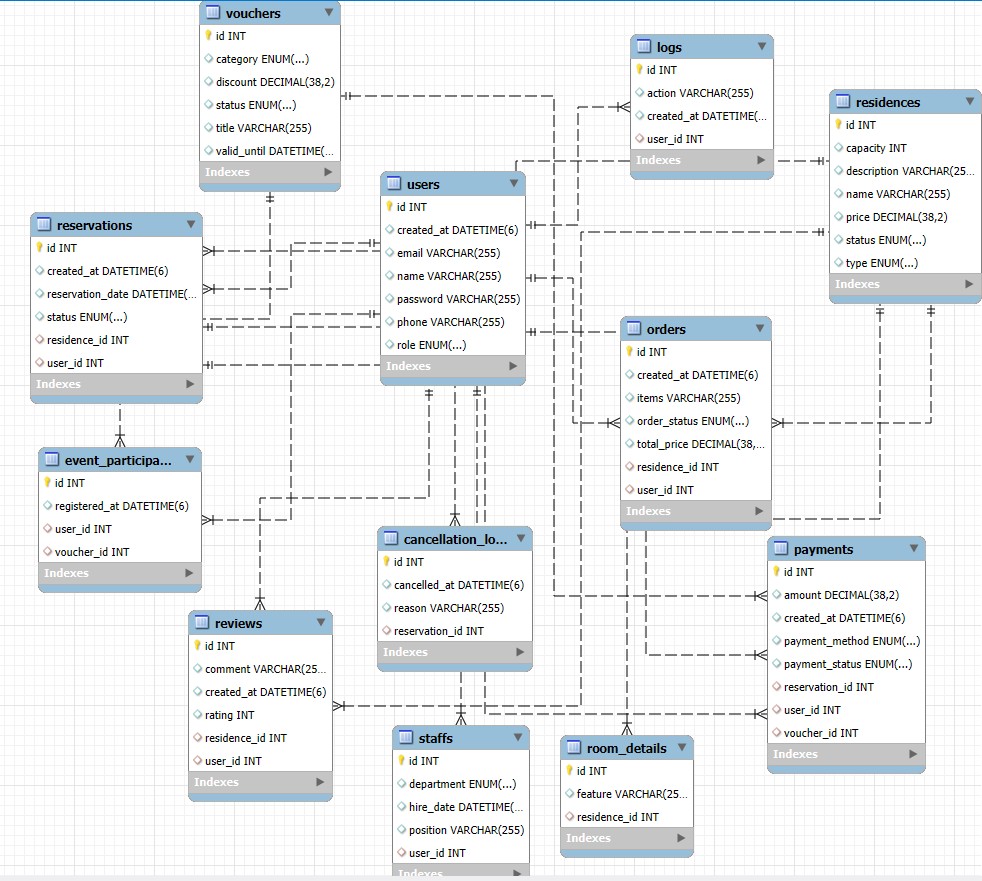 vouchers
id INT
category ENUM(...)
discount DECIMAL(38,2)
status ENUM(...)
title VARCHAR(255)
valid_until DATETIME(...
Indexes
logs
id INT
action VARCHAR(255)
created_at DATETIME(...
user_id INT
Indexes
residences
id INT
capacity INT
description VARCHAR(25...
name VARCHAR(255)
price DECIMAL(38,2)
status ENUM(...)
type ENUM(...)
Indexes
users
id INT
created_at DATETIME(6)
email VARCHAR(255)
name VARCHAR(255)
password VARCHAR(255)
phone VARCHAR(255)
role ENUM(...)
Indexes
reservations
id INT
created_at DATETIME(6)
reservation_date DATETIME(...
status ENUM(...)
residence_id INT
user_id INT
Indexes
orders
id INT
created_at DATETIME(6)
items VARCHAR(255)
order_status ENUM(...)
total_price DECIMAL(38,...
residence_id INT
user_id INT
Indexes
event_participa...
id INT
registered_at DATETIME(6)
user_id INT
voucher_id INT
Indexes
cancellation_lo...
id INT
cancelled_at DATETIME(6)
reason VARCHAR(255)
reservation_id INT
Indexes
payments
id INT
amount DECIMAL(38,2)
created_at DATETIME(6)
payment_method ENUM(...)
payment_status ENUM(...)
reservation_id INT
user_id INT
voucher_id INT
Indexes
reviews
id INT
comment VARCHAR(25...
created_at DATETIME(6)
rating INT
residence_id INT
user_id INT
Indexes
staffs
id INT
department ENUM(...)
hire_date DATETIME(...
position VARCHAR(255)
user_id INT
Indexes
room_details
id INT
feature VARCHAR(25...
residence_id INT
Indexes